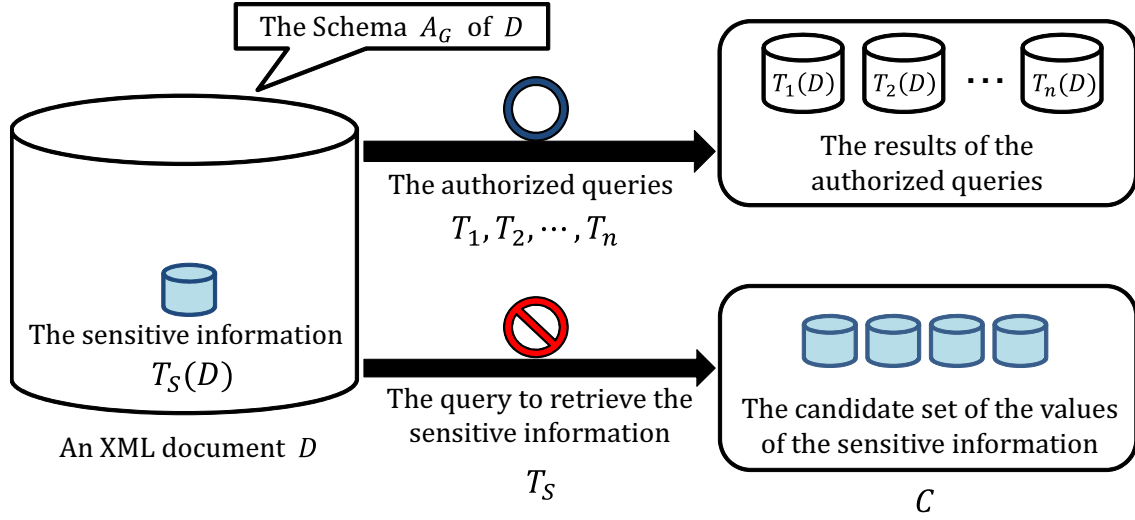 The Schema A_G of D
T_1(D) T_2(D) ··· T_n(D)
The results of the
authorized queries
The authorized queries
T_1, T_2, ···, T_n
The sensitive information
T_S(D)
An XML document D
The query to retrieve the
sensitive information
T_S
The candidate set of the values
of the sensitive information
C